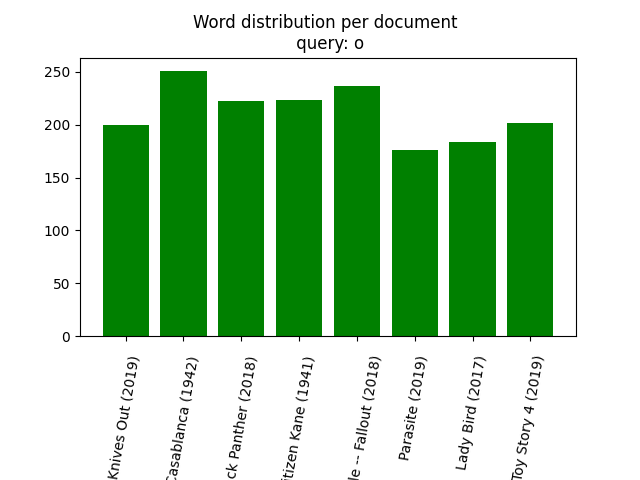 Word distribution per document
query: o
250
200
150
100
50
0
Knives Out (2019)
Casablanca (1942)
ck Panther (2018)
itizen Kane (1941)
le -- Fallout (2018)
Parasite (2019)
Lady Bird (2017)
Toy Story 4 (2019)